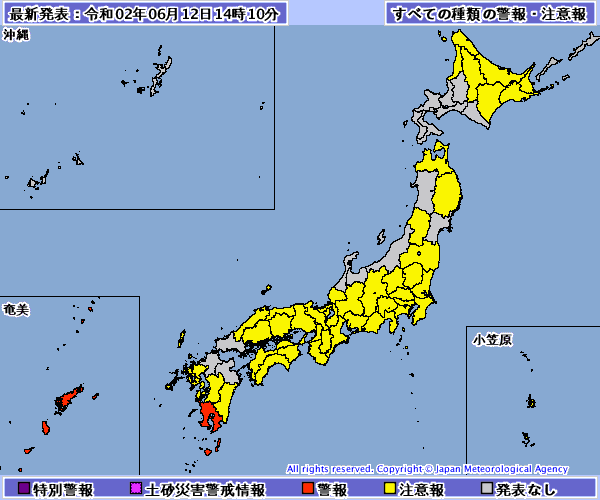 最新発表：令和02年06月12日14時10分
すべての種類の警報・注意報
沖縄
奄美
小笠原
All rights reserved. Copyright © Japan Meteorological Agency
特別警報
土砂災害警戒情報
警報
注意報
発表なし